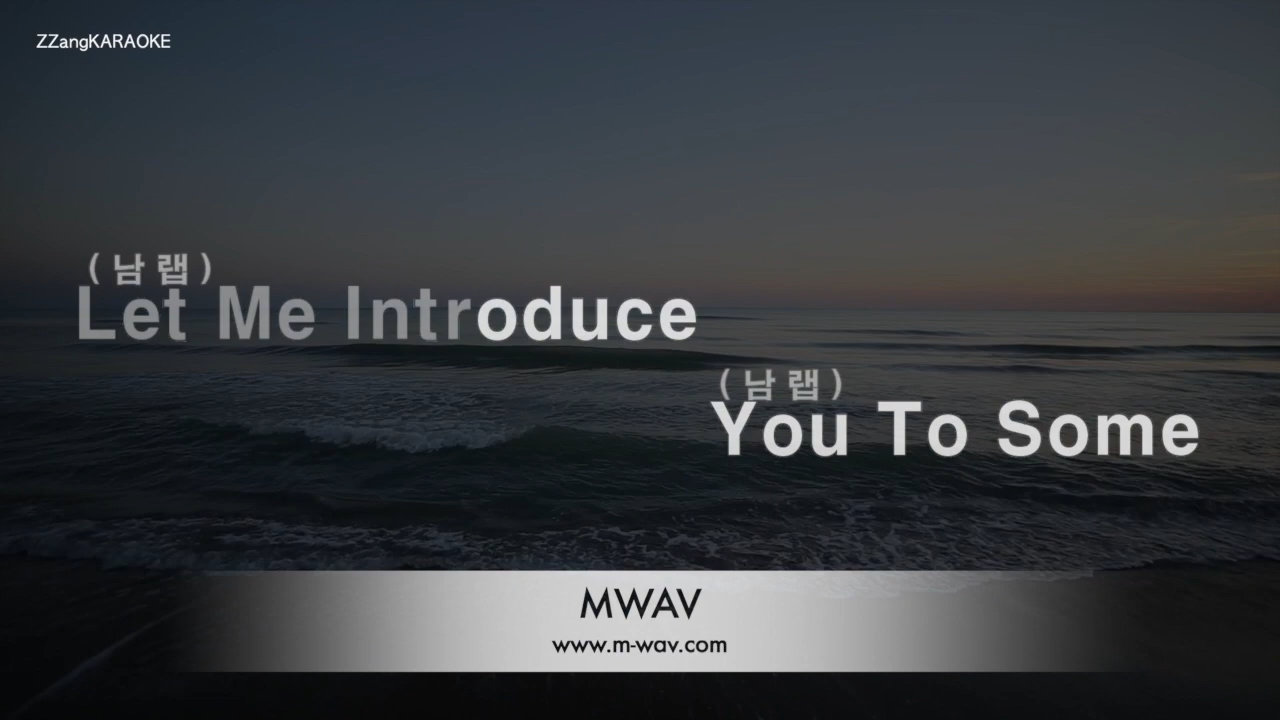 ZZangKARAOKE
(남랩)
Let Me Introduce
(남랩)
You To Some
MWAV
www.m-wav.com